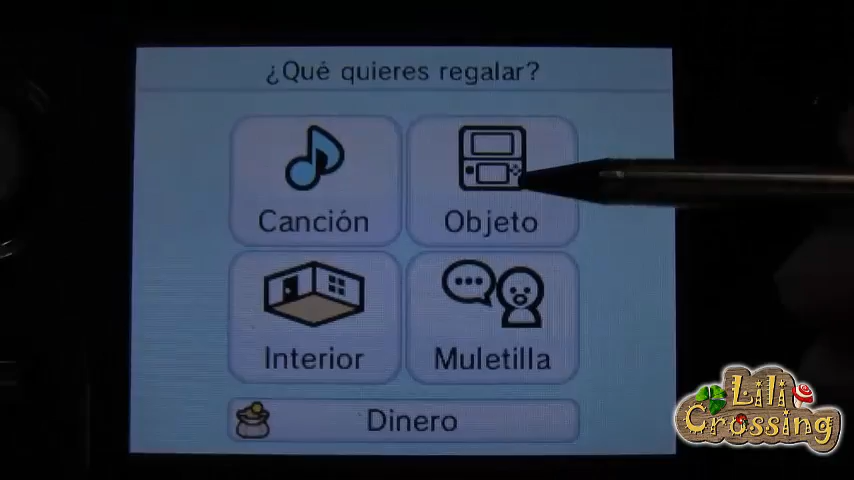 ¿Qué quieres regalar?
Canción
Objeto
Interior
Muletilla
Dinero
Lili
Crossing